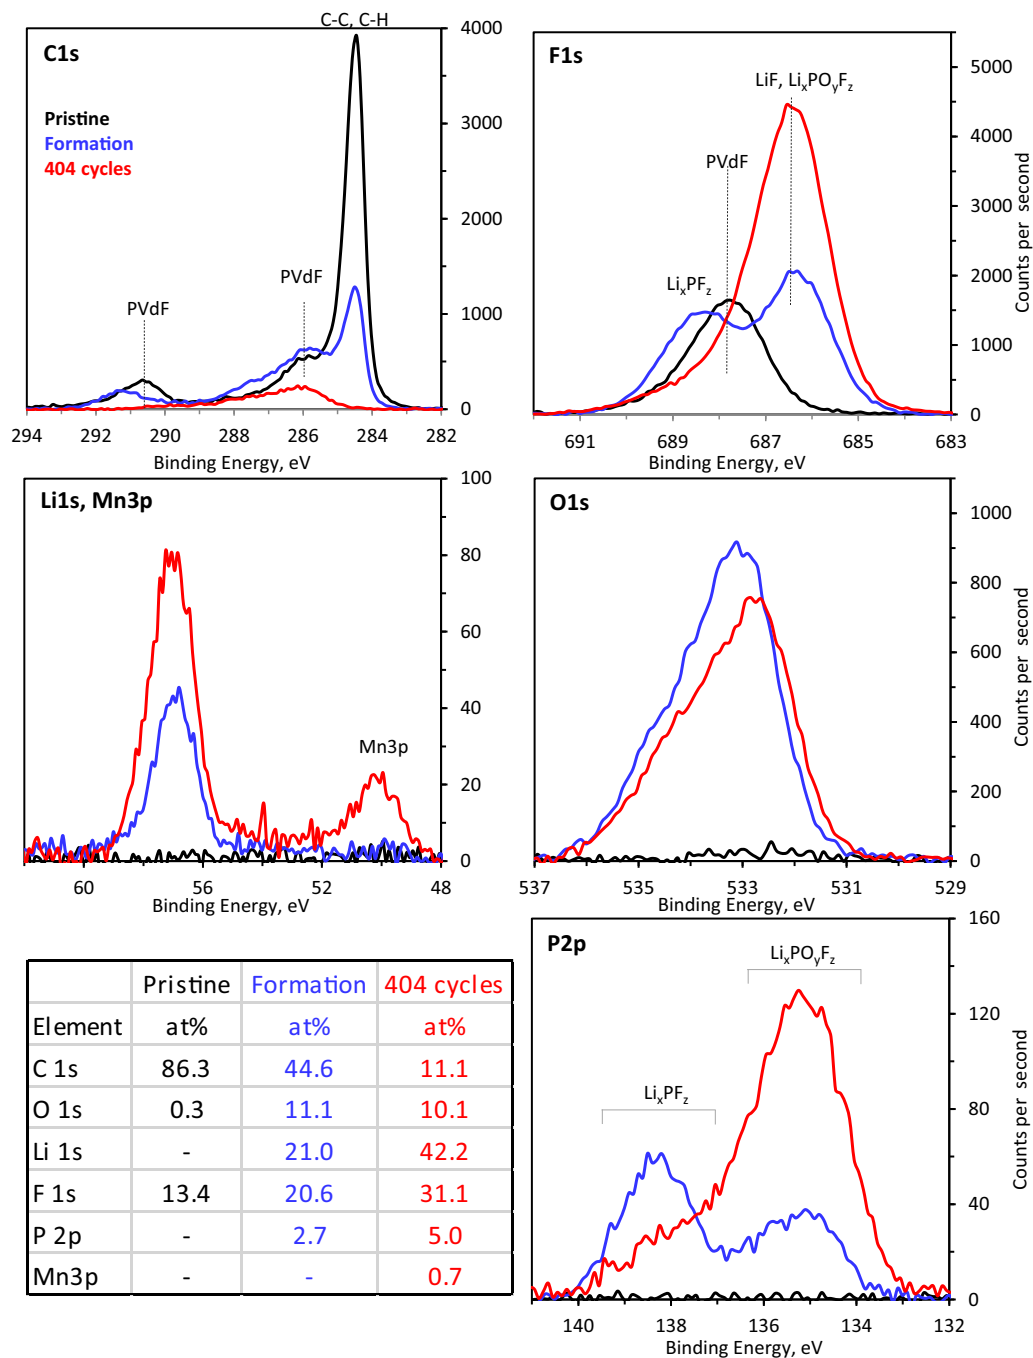 C1s
C-C, C-H
Pristine
Formation
404 cycles
PVdF
PVdF
4000
3000
2000
1000
0
294 292 290 288 286 284 282
Binding Energy, eV
F1s
LiF, LiₓPOᵧF_z
PVdF
LiₓPF_z
5000
4000
3000
2000
1000
0
Counts per second
691 689 687 685 683
Binding Energy, eV
Li1s, Mn3p
Mn3p
100
80
60
40
20
0
60 56 52 48
Binding Energy, eV
O1s
1000
800
600
400
200
0
Counts per second
537 535 533 531 529
Binding Energy, eV
Pristine Formation 404 cycles
Element at% at% at%
C 1s 86.3 44.6 11.1
O 1s 0.3 11.1 10.1
Li 1s - 21.0 42.2
F 1s 13.4 20.6 31.1
P 2p - 2.7 5.0
Mn3p - - 0.7
P2p
LiₓPOᵧF_z
LiₓPF_z
160
120
80
40
0
Counts per second
140 138 136 134 132
Binding Energy, eV